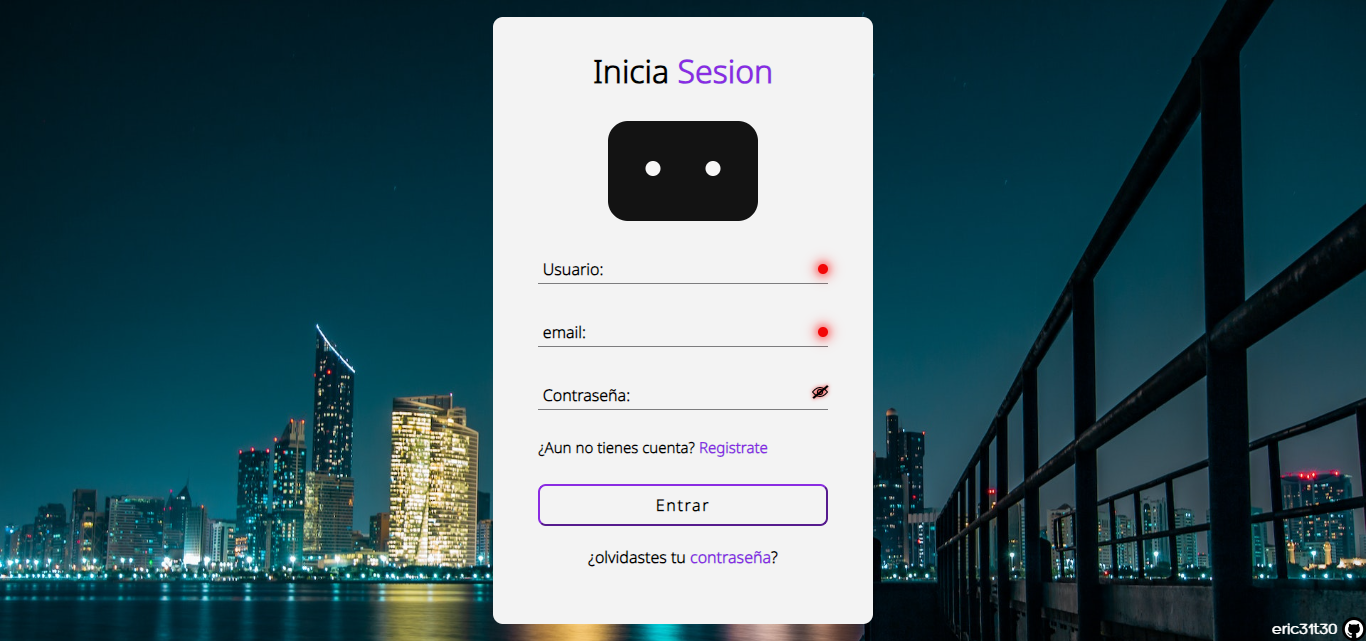 Inicia Sesion
Usuario:
email:
Contraseña:
¿Aun no tienes cuenta? Registrate
Entrar
¿olvidastes tu contraseña?
eric31t30